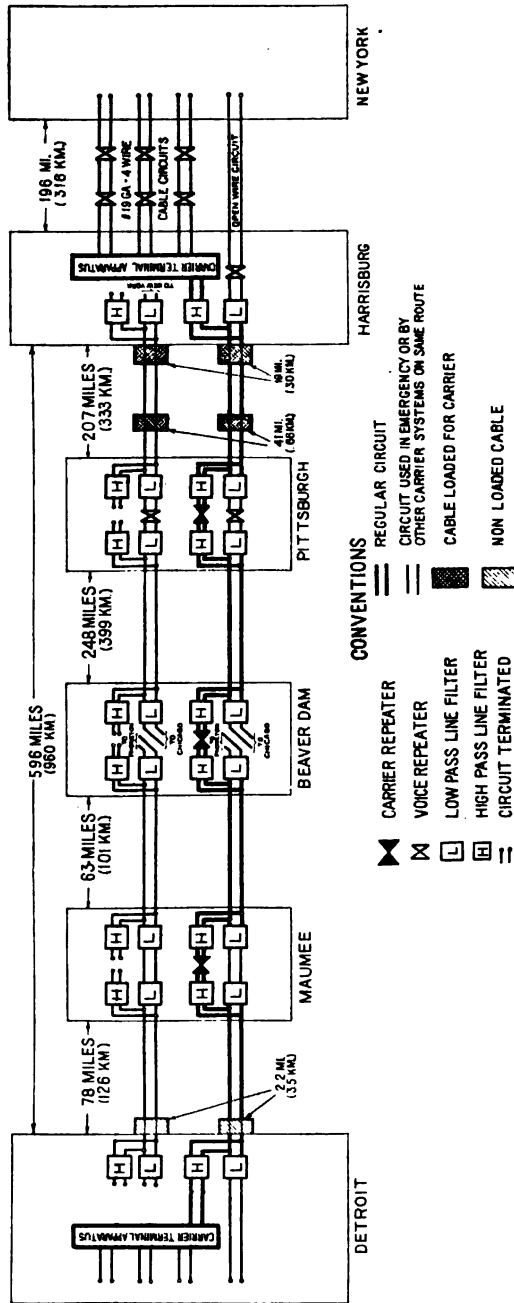 596 MILES
(960 KM)
78 MILES
(126 KM)
63 MILES
(101 KM)
248 MILES
(399 KM)
207 MILES
(333 KM.)
196 MI.
(318 KM.)
CARRIER TERMINAL APPARATUS
H
L
H
L
2.2 MI.
(3.5 KM)
DETROIT
H
H
L
L
H
H
L
L
MAUMEE
H
H
L
L
TO
TO
CHICAGO
H
H
L
L
TO
CHICAGO
BEAVER DAM
H
H
L
L
H
H
L
L
PITTSBURGH
41 MI.
(.66 KM.)
19 MI.
(30 KM.)
CARRIER TERMINAL APPARATUS
H
L
TO NEW YORK
H
L
HARRISBURG
#19 GA - 4 WIRE
CABLE CIRCUITS
OPEN WIRE CIRCUIT
NEW YORK
CONVENTIONS
CARRIER REPEATER
VOICE REPEATER
L LOW PASS LINE FILTER
H HIGH PASS LINE FILTER
CIRCUIT TERMINATED
REGULAR CIRCUIT
CIRCUIT USED IN EMERGENCY OR BY
OTHER CARRIER SYSTEMS ON SAME ROUTE
CABLE LOADED FOR CARRIER
NON LOADED CABLE